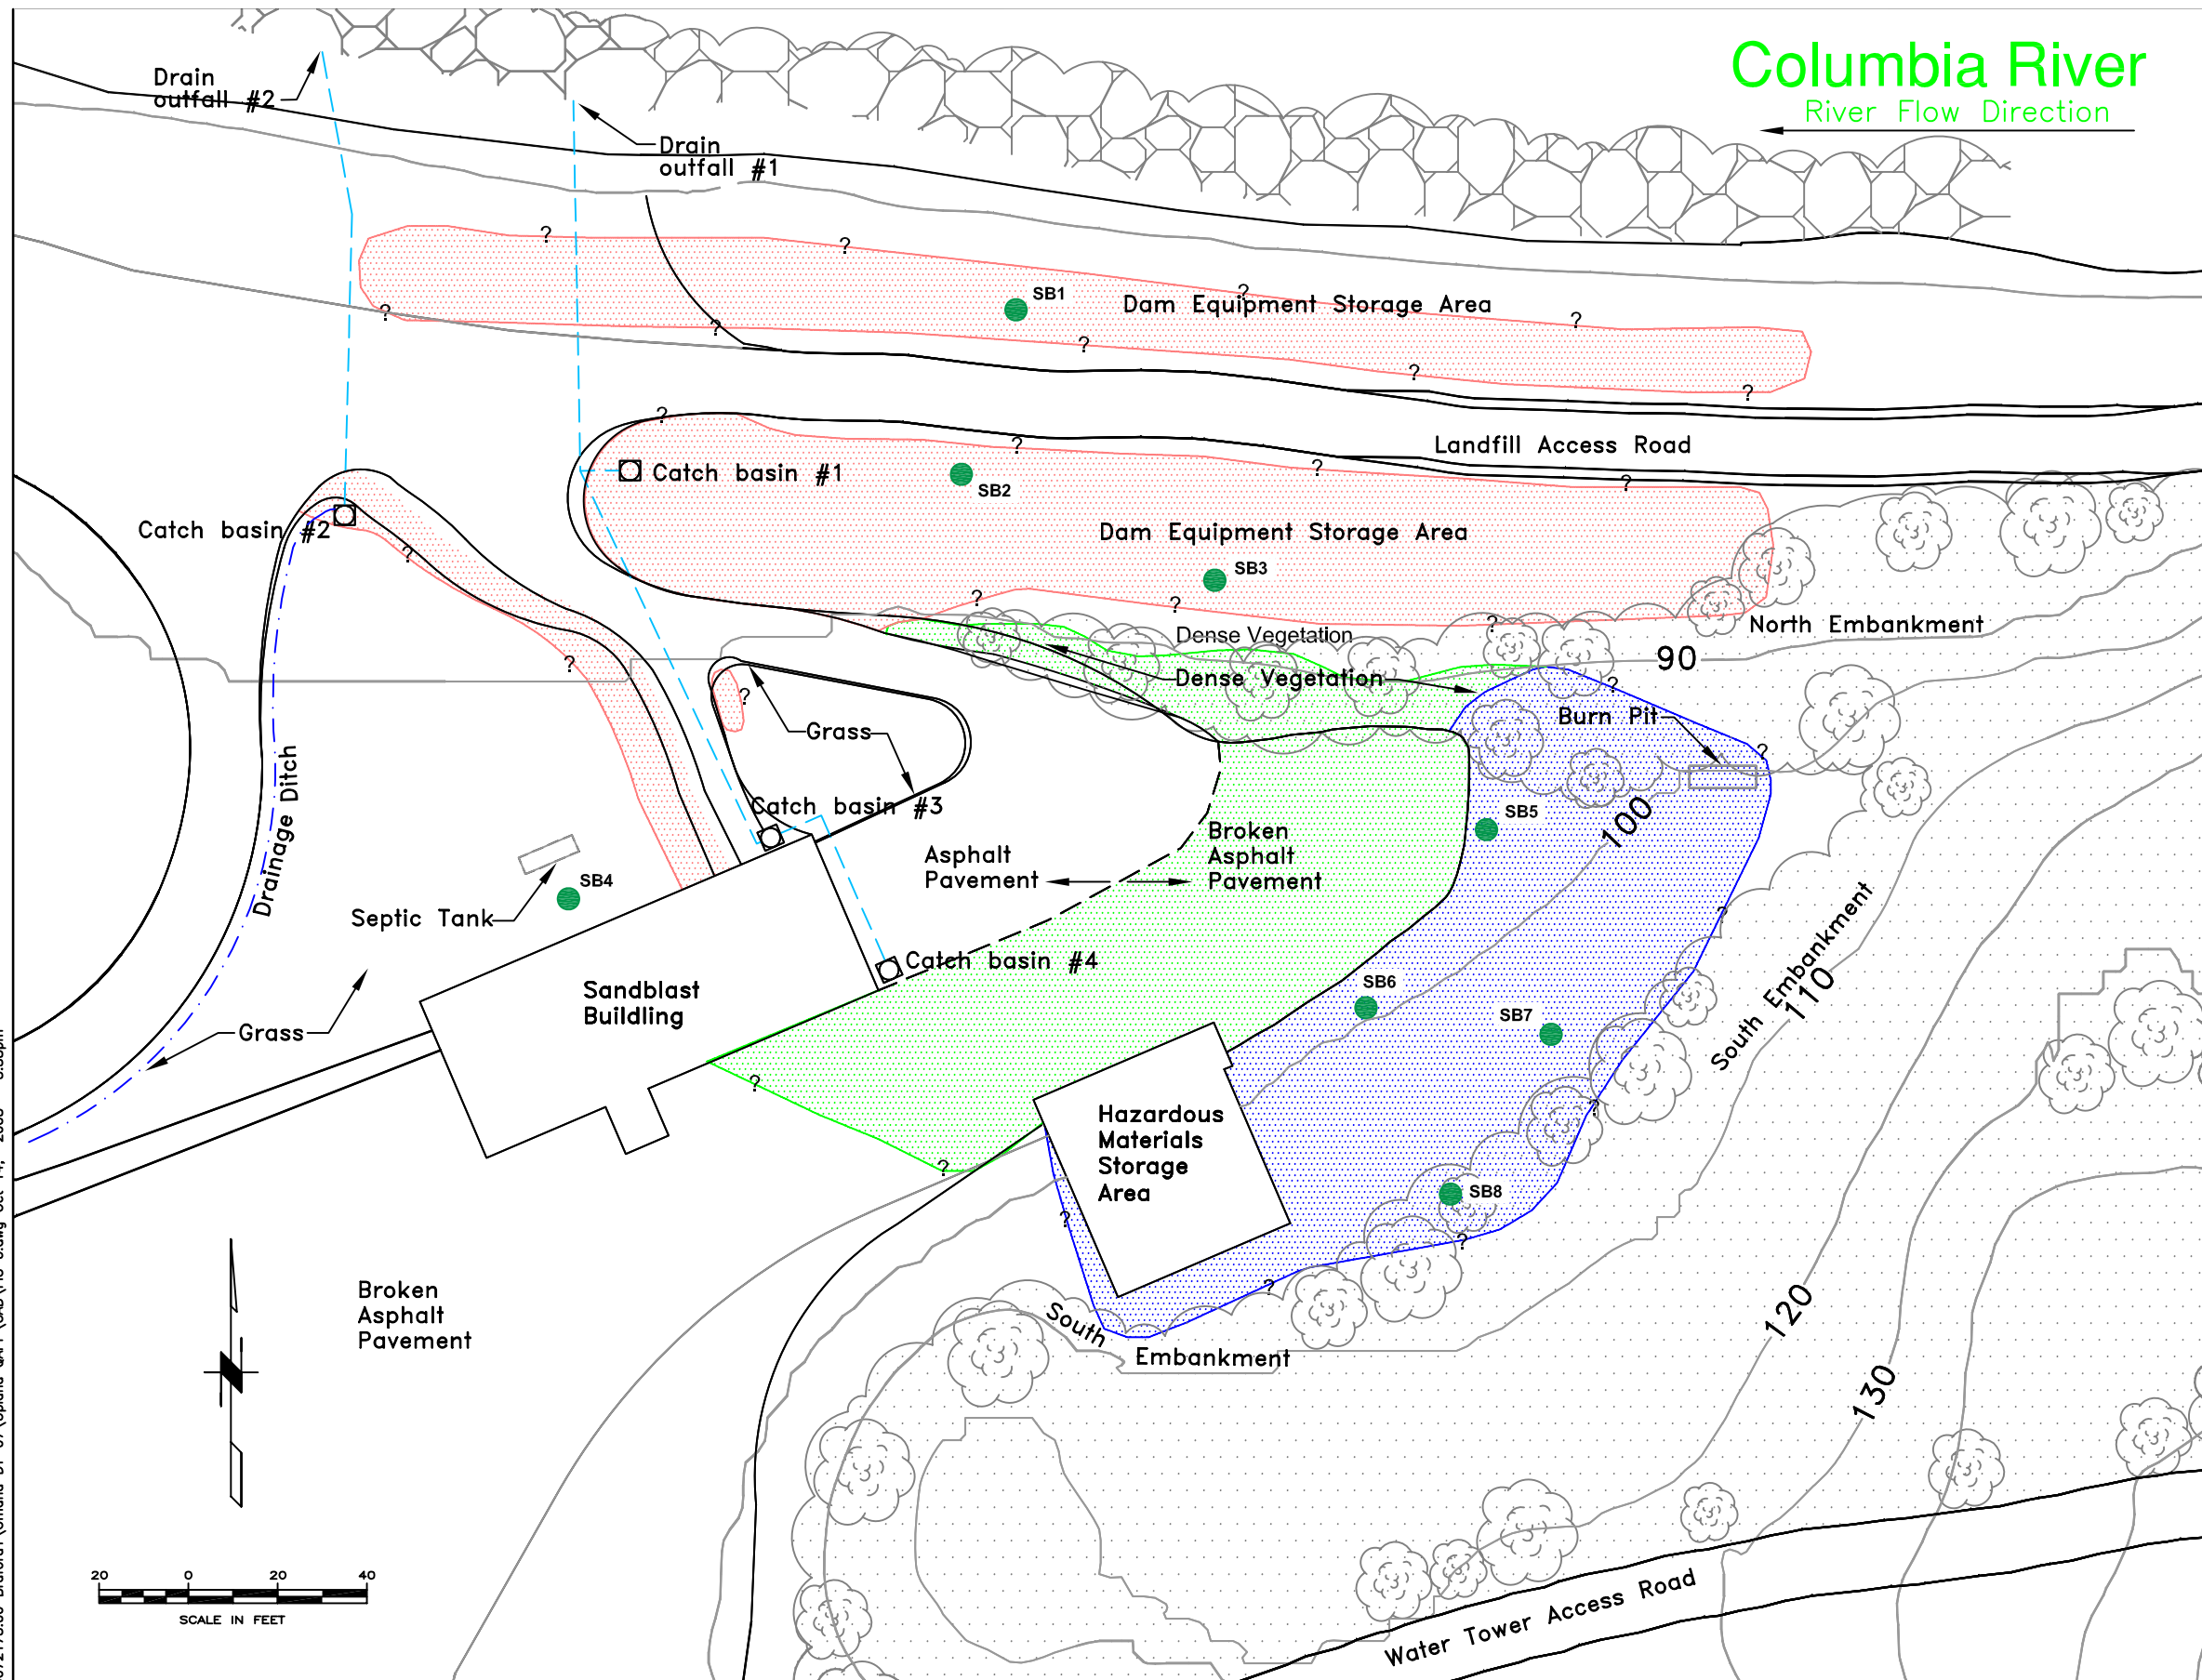 Columbia River
River Flow Direction
Drain
outfall #2
Drain
outfall #1
?
?
?
?
SB1
Dam Equipment Storage Area
?
?
?
?
?
?
?
Landfill Access Road
?
?
?
Catch basin #1
SB2
Catch basin #2
Dam Equipment Storage Area
?
SB3
?
?
?
North Embankment
Dense Vegetation
90
?
Dense Vegetation
?
?
Burn Pit
Grass
?
Drainage Ditch
Catch basin #3
SB5
100
Broken
Asphalt
Pavement
Asphalt
Pavement
SB4
Septic Tank
?
South Embankment
Catch basin #4
110
SB6
Sandblast
Buildling
SB7
Grass
?
?
Hazardous
Materials
Storage
Area
?
SB8
?
?
?
Broken
Asphalt
Pavement
South
Embankment
120
130
20 0 20 40
SCALE IN FEET
Water Tower Access Road